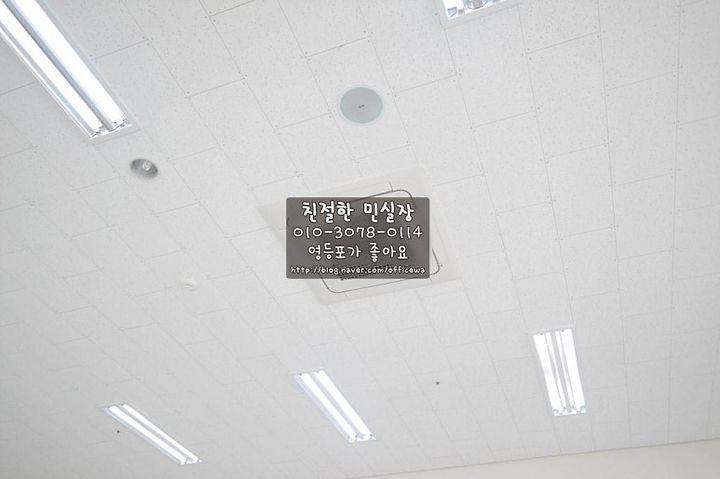 친절한 민실장
010-3078-0114
영등포가 좋아요
http://blog.naver.com/officewa